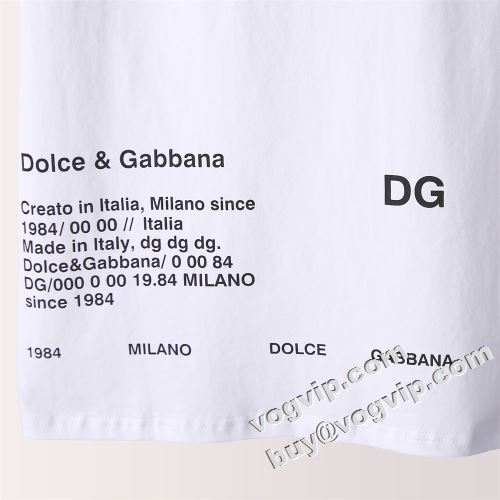 Dolce & Gabbana
DG
Creato in Italia, Milano since
1984/ 00 00 // Italia
Made in Italy, dg dg dg.
Dolce&Gabbana/ 0 00 84
DG/000 0 00 19.84 MILANO
since 1984
1984 MILANO DOLCE GABBANA
vogvip.com
buy@vogvip.com